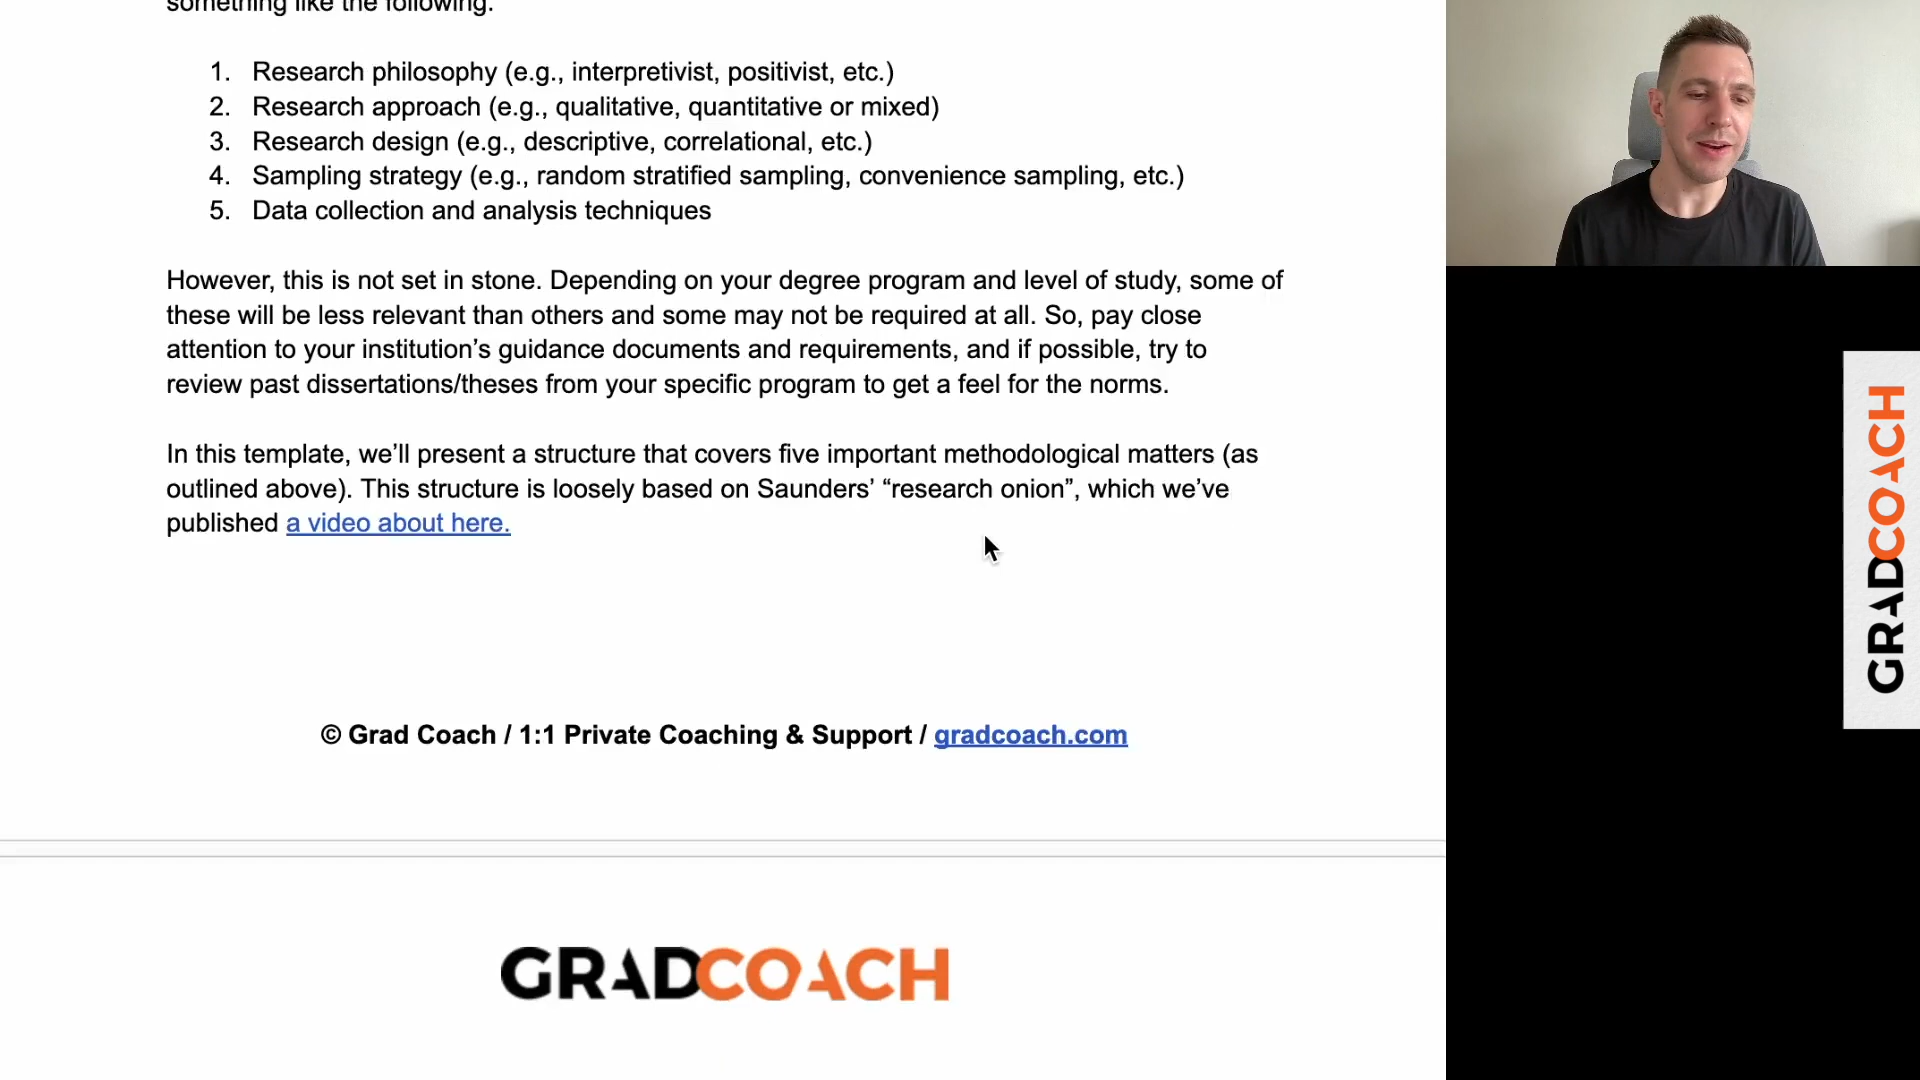 something like the following.
1. Research philosophy (e.g., interpretivist, positivist, etc.)
2. Research approach (e.g., qualitative, quantitative or mixed)
3. Research design (e.g., descriptive, correlational, etc.)
4. Sampling strategy (e.g., random stratified sampling, convenience sampling, etc.)
5. Data collection and analysis techniques
However, this is not set in stone. Depending on your degree program and level of study, some of
these will be less relevant than others and some may not be required at all. So, pay close
attention to your institution’s guidance documents and requirements, and if possible, try to
review past dissertations/theses from your specific program to get a feel for the norms.
In this template, we’ll present a structure that covers five important methodological matters (as
outlined above). This structure is loosely based on Saunders’ “research onion”, which we’ve
published a video about here.
© Grad Coach / 1:1 Private Coaching & Support / gradcoach.com
GRADCOACH
GRADCOACH